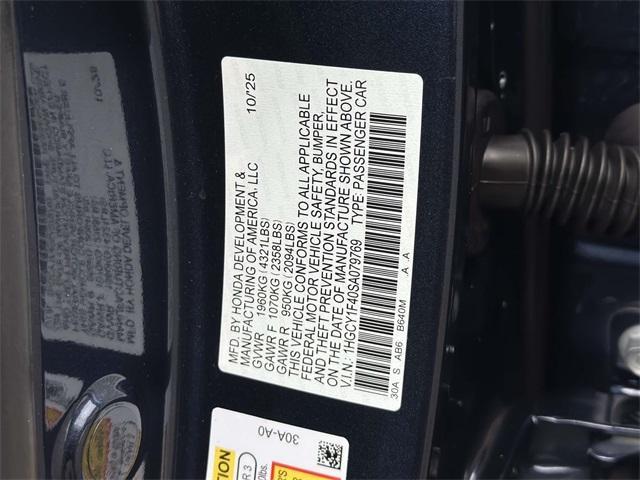 MFD. BY HONDA DEVELOPMENT &
MANUFACTURING OF AMERICA, LLC 10/25
GVWR 1960KG (4321LBS)
GAWR F 1070KG (2358LBS)
GAWR R 950KG (2094LBS)
THIS VEHICLE CONFORMS TO ALL APPLICABLE
FEDERAL MOTOR VEHICLE SAFETY, BUMPER,
AND THEFT PREVENTION STANDARDS IN EFFECT
ON THE DATE OF MANUFACTURE SHOWN ABOVE.
V.I.N.: 1HGCY1F40SA079769 TYPE: PASSENGER CAR
30A S AB6 B640M .A .A
30A-A0